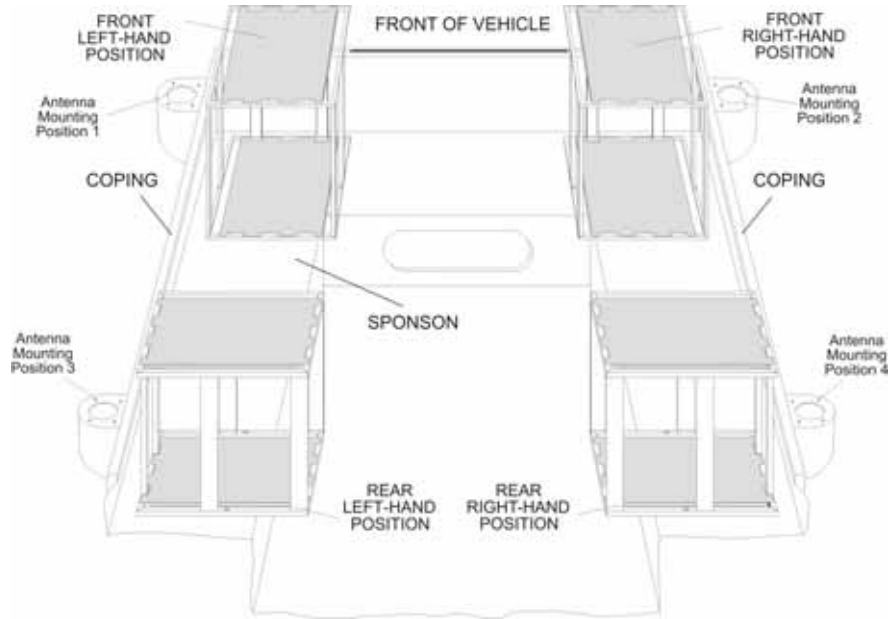 FRONT
LEFT-HAND
POSITION
FRONT OF VEHICLE
FRONT
RIGHT-HAND
POSITION
Antenna
Mounting
Position 1
Antenna
Mounting
Position 2
COPING
COPING
SPONSON
Antenna
Mounting
Position 3
Antenna
Mounting
Position 4
REAR
LEFT-HAND
POSITION
REAR
RIGHT-HAND
POSITION